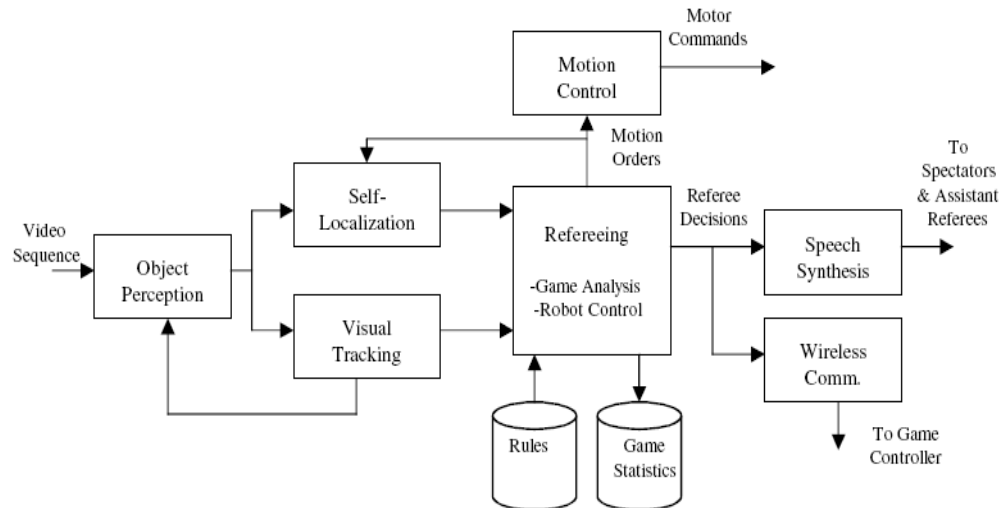 Motor
Commands
Motion
Control
Motion
Orders
To
Spectators
& Assistant
Referees
Self-
Localization
Referee
Decisions
Video
Sequence
Object
Perception
Refereeing
-Game Analysis
-Robot Control
Speech
Synthesis
Visual
Tracking
Wireless
Comm.
Rules
Game
Statistics
To Game
Controller